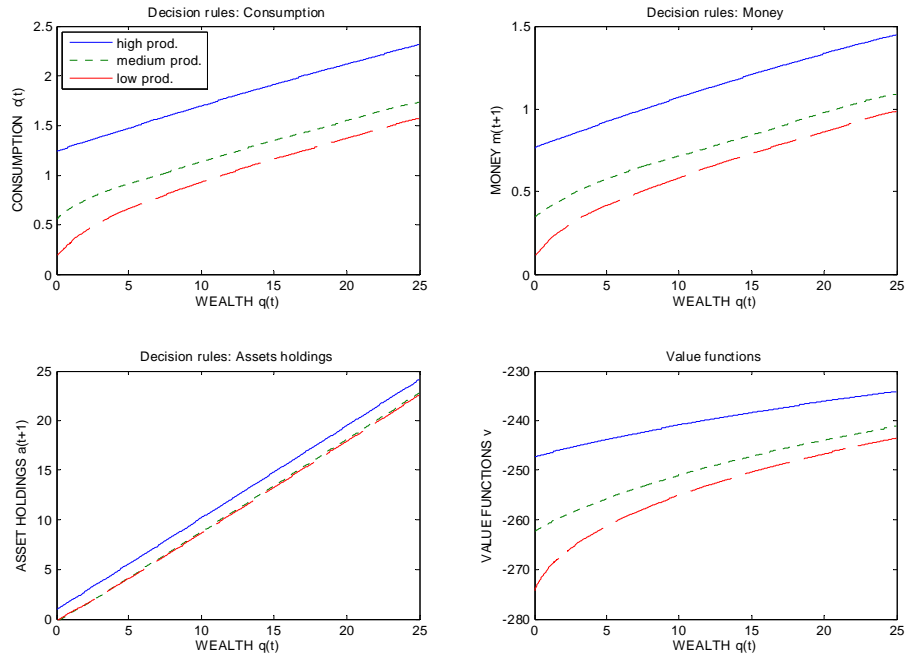 Decision rules: Consumption
2.5
2
1.5
1
0.5
0
CONSUMPTION c(t)
high prod.
medium prod.
low prod.
0 5 10 15 20 25
WEALTH q(t)
Decision rules: Money
1.5
1
0.5
0
MONEY m(t+1)
0 5 10 15 20 25
WEALTH q(t)
Decision rules: Assets holdings
25
20
15
10
5
0
ASSET HOLDINGS a(t+1)
0 5 10 15 20 25
WEALTH q(t)
Value functions
-230
-240
-250
-260
-270
-280
VALUE FUNCTIONS v
0 5 10 15 20 25
WEALTH q(t)